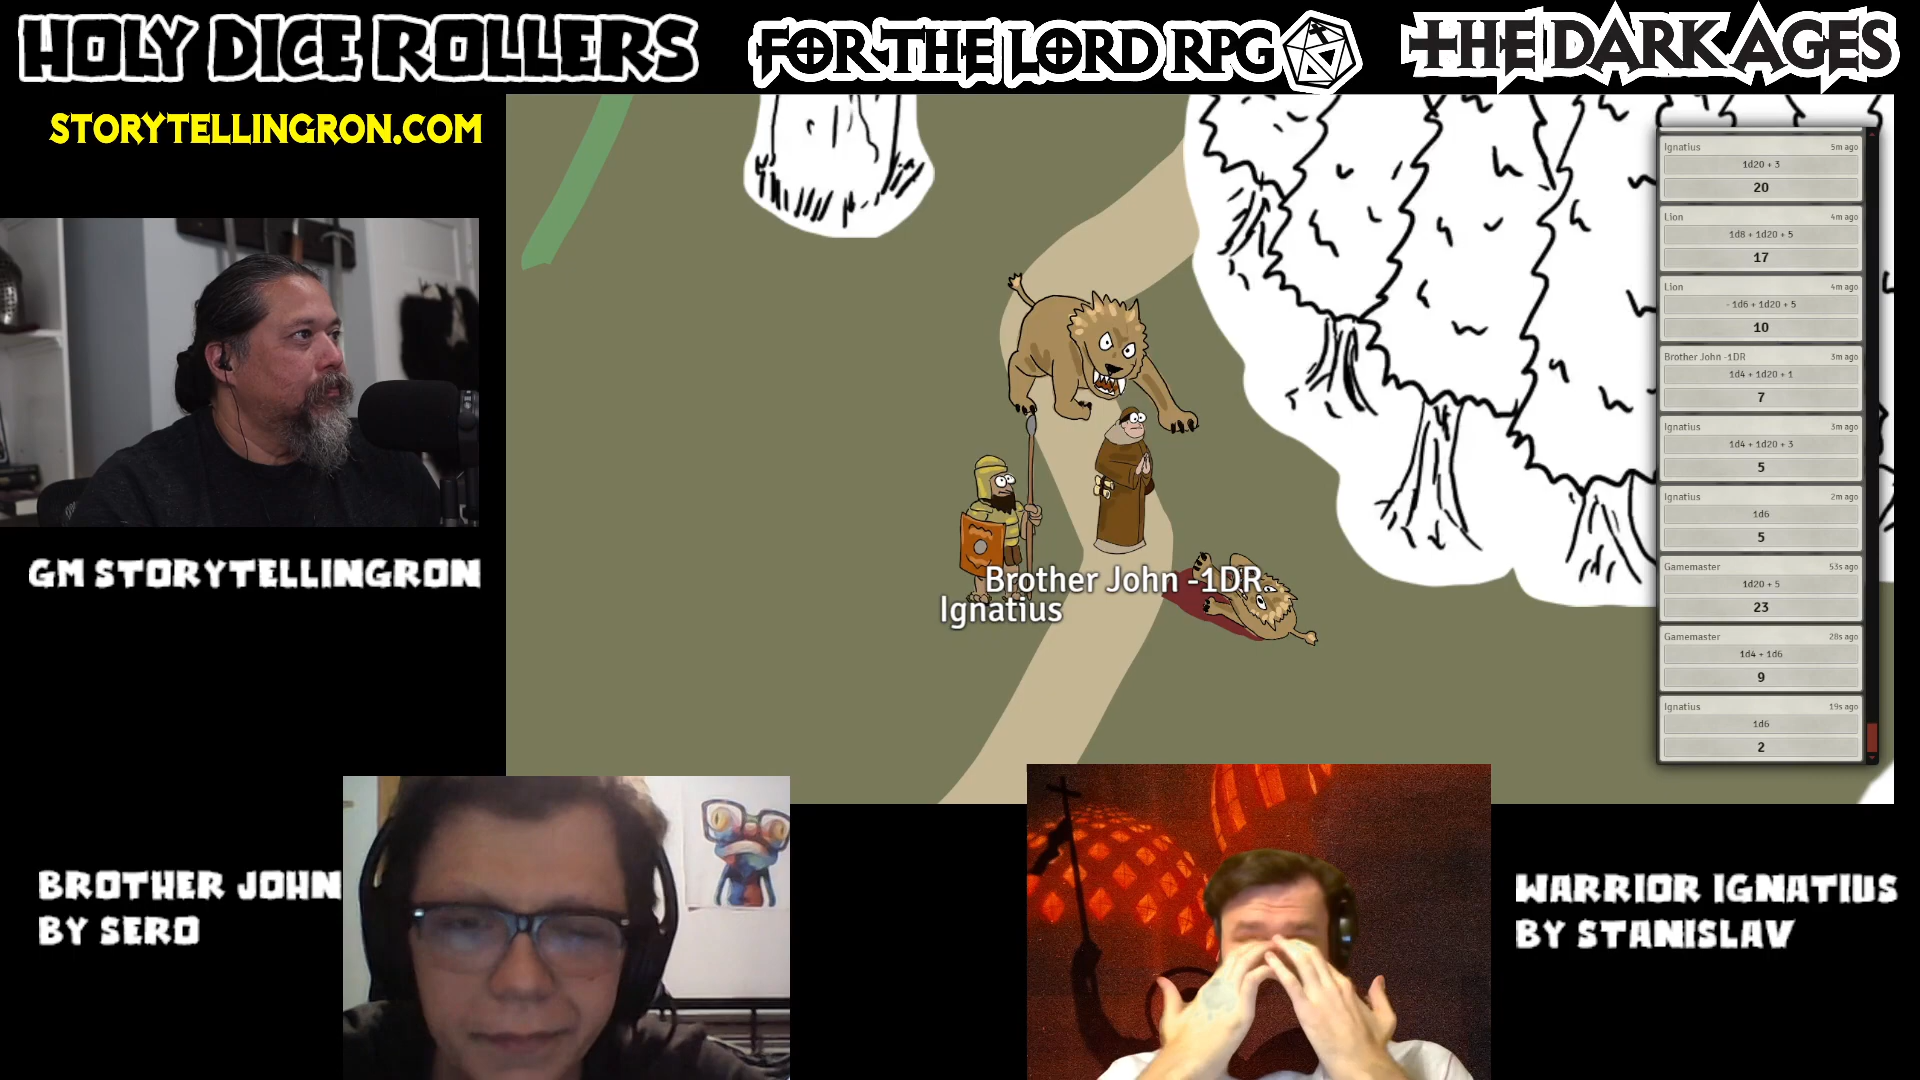 HOLY DICE ROLLERS
FOR THE LORD RPG
THE DARK AGES
STORYTELLINGRON.COM
GM STORYTELLINGRON
Ignatius 5m ago
1d20 + 3
20
Lion 4m ago
1d8 + 1d20 + 5
17
Lion 4m ago
- 1d6 + 1d20 + 5
10
Brother John -1DR 3m ago
1d4 + 1d20 + 1
7
Ignatius 3m ago
1d4 + 1d20 + 3
5
Ignatius 2m ago
1d6
5
Gamemaster 53s ago
1d20 + 5
23
Gamemaster 28s ago
1d4 + 1d6
9
Ignatius 19s ago
1d6
2
Brother John -1DR
Ignatius
BROTHER JOHN
BY SERO
WARRIOR IGNATIUS
BY STANISLAV